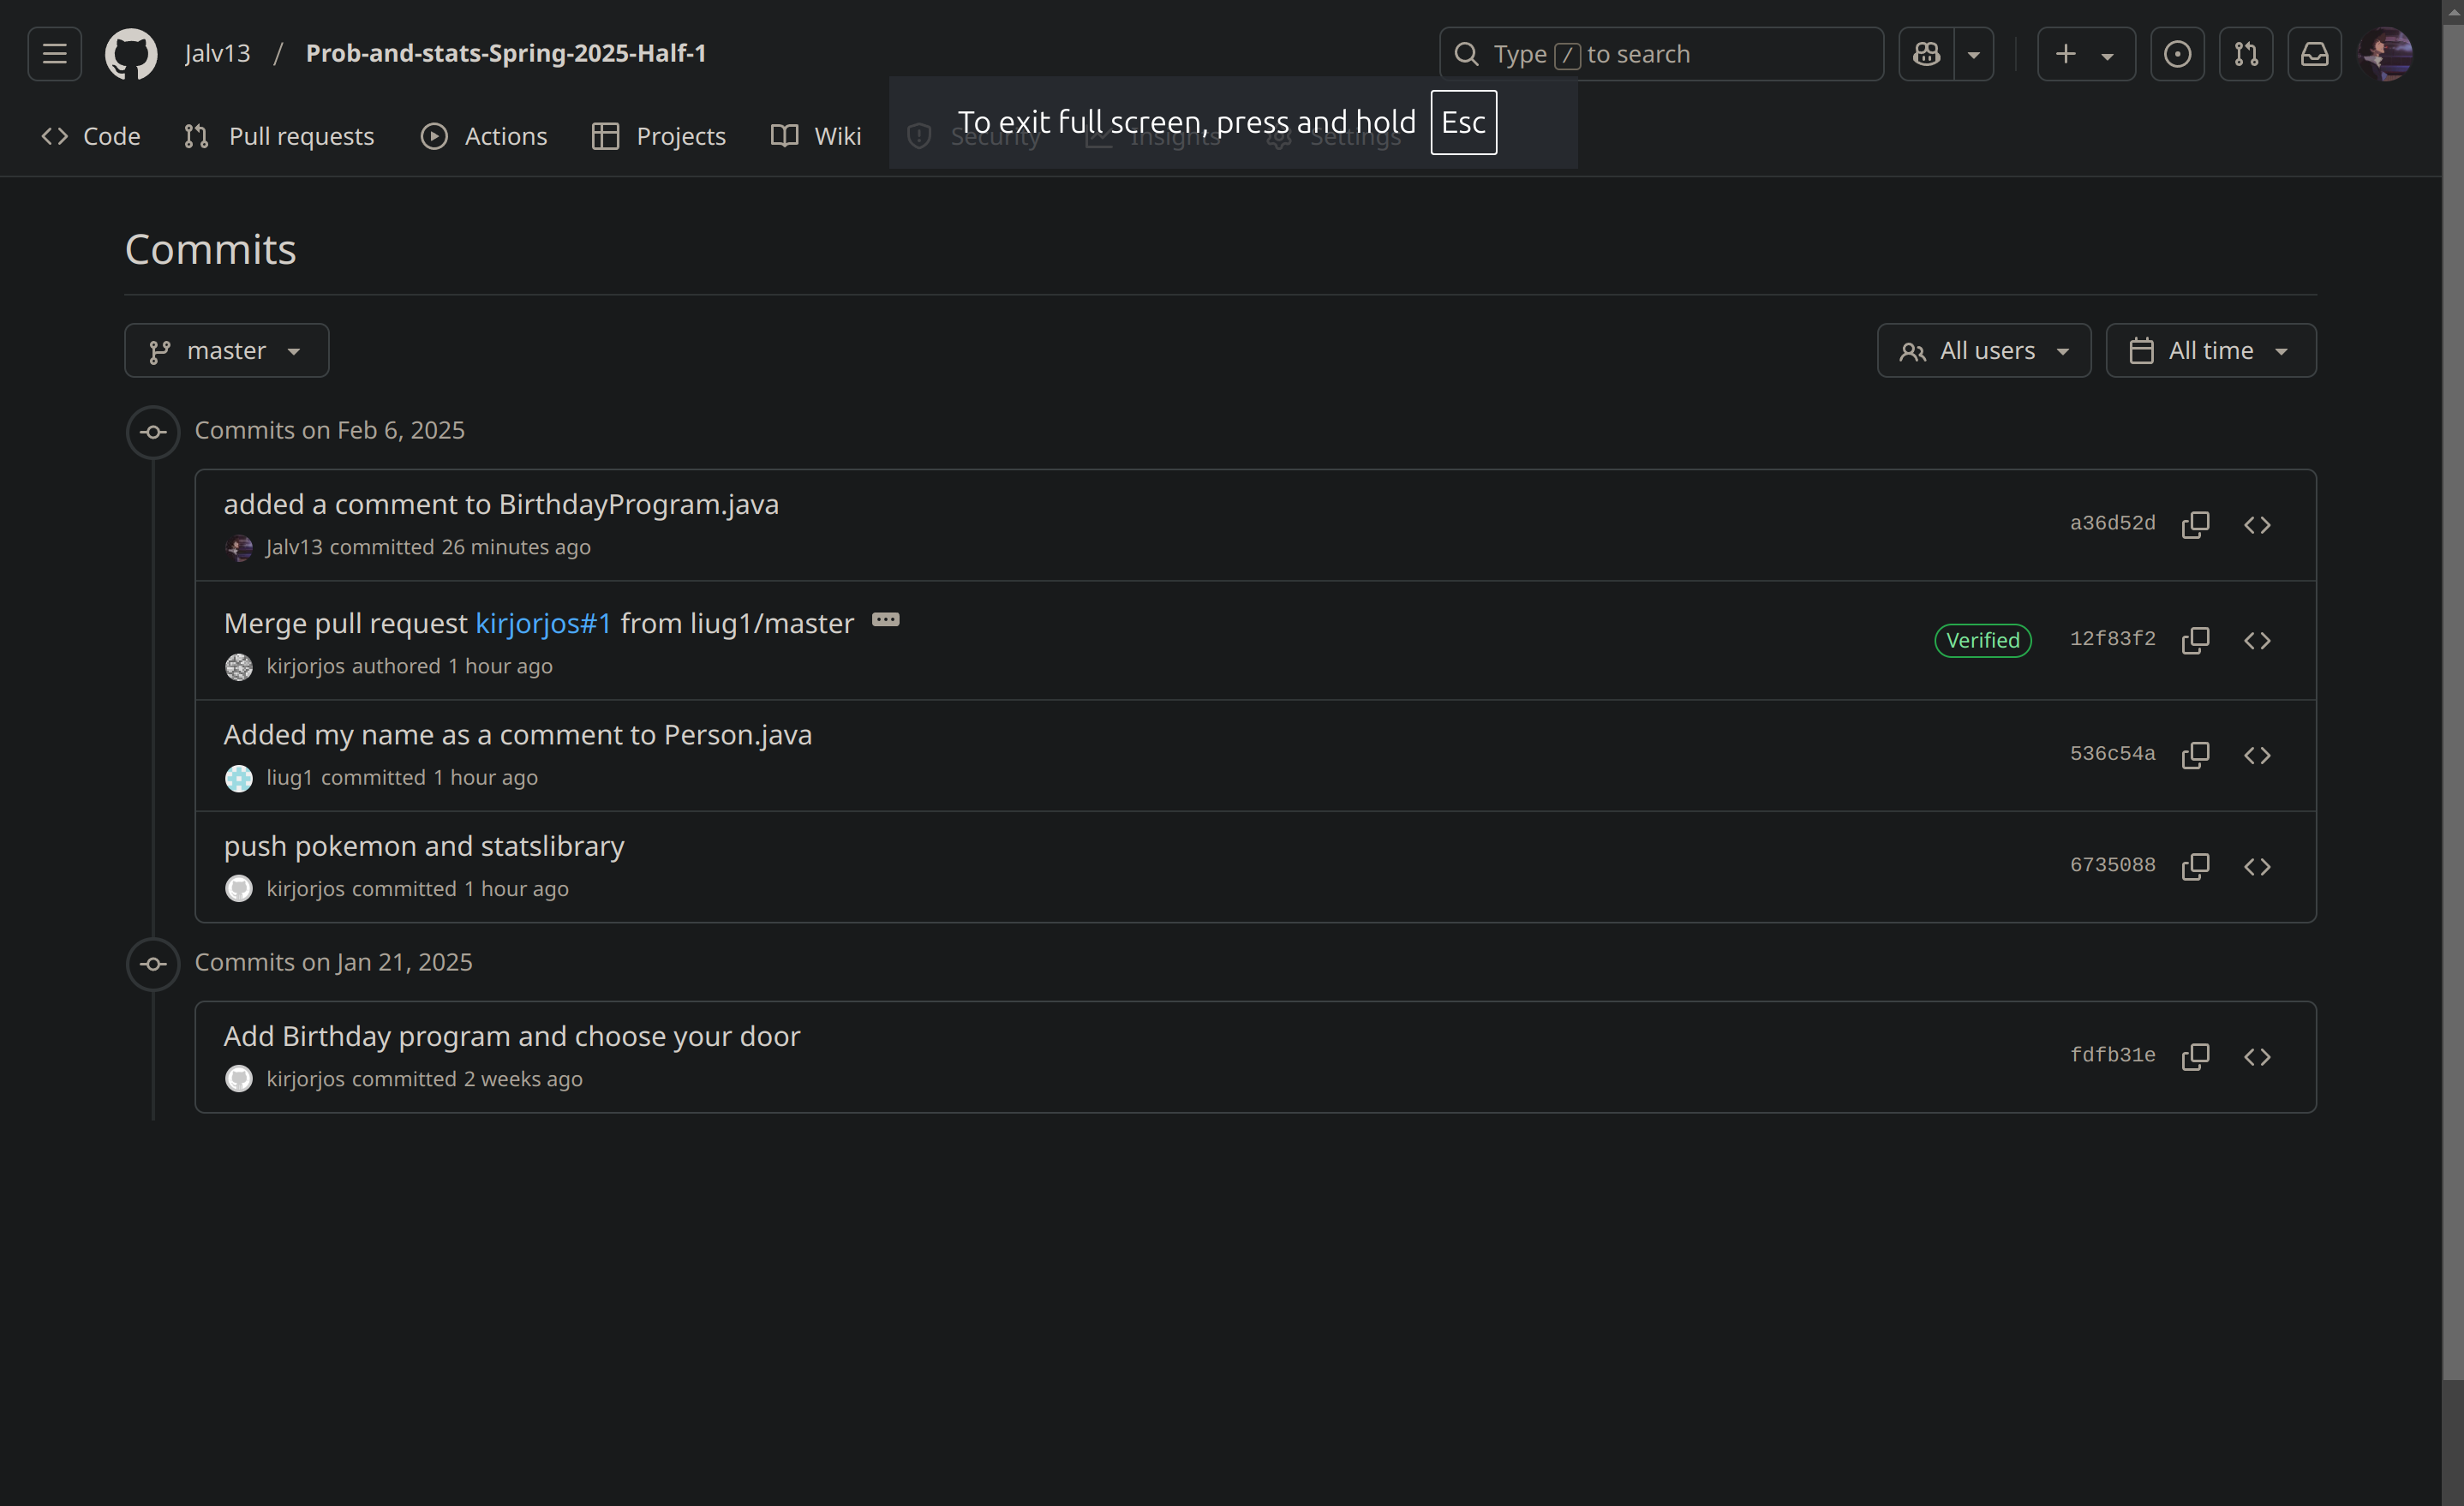 Jalv13 / Prob-and-stats-Spring-2025-Half-1
Type / to search
Code Pull requests Actions Projects Wiki Security Insights Settings
To exit full screen, press and hold Esc
Commits
master
All users All time
Commits on Feb 6, 2025
added a comment to BirthdayProgram.java
Jalv13 committed 26 minutes ago
a36d52d
Merge pull request kirjorjos#1 from liug1/master
kirjorjos authored 1 hour ago
Verified 12f83f2
Added my name as a comment to Person.java
liug1 committed 1 hour ago
536c54a
push pokemon and statslibrary
kirjorjos committed 1 hour ago
6735088
Commits on Jan 21, 2025
Add Birthday program and choose your door
kirjorjos committed 2 weeks ago
fdfb31e